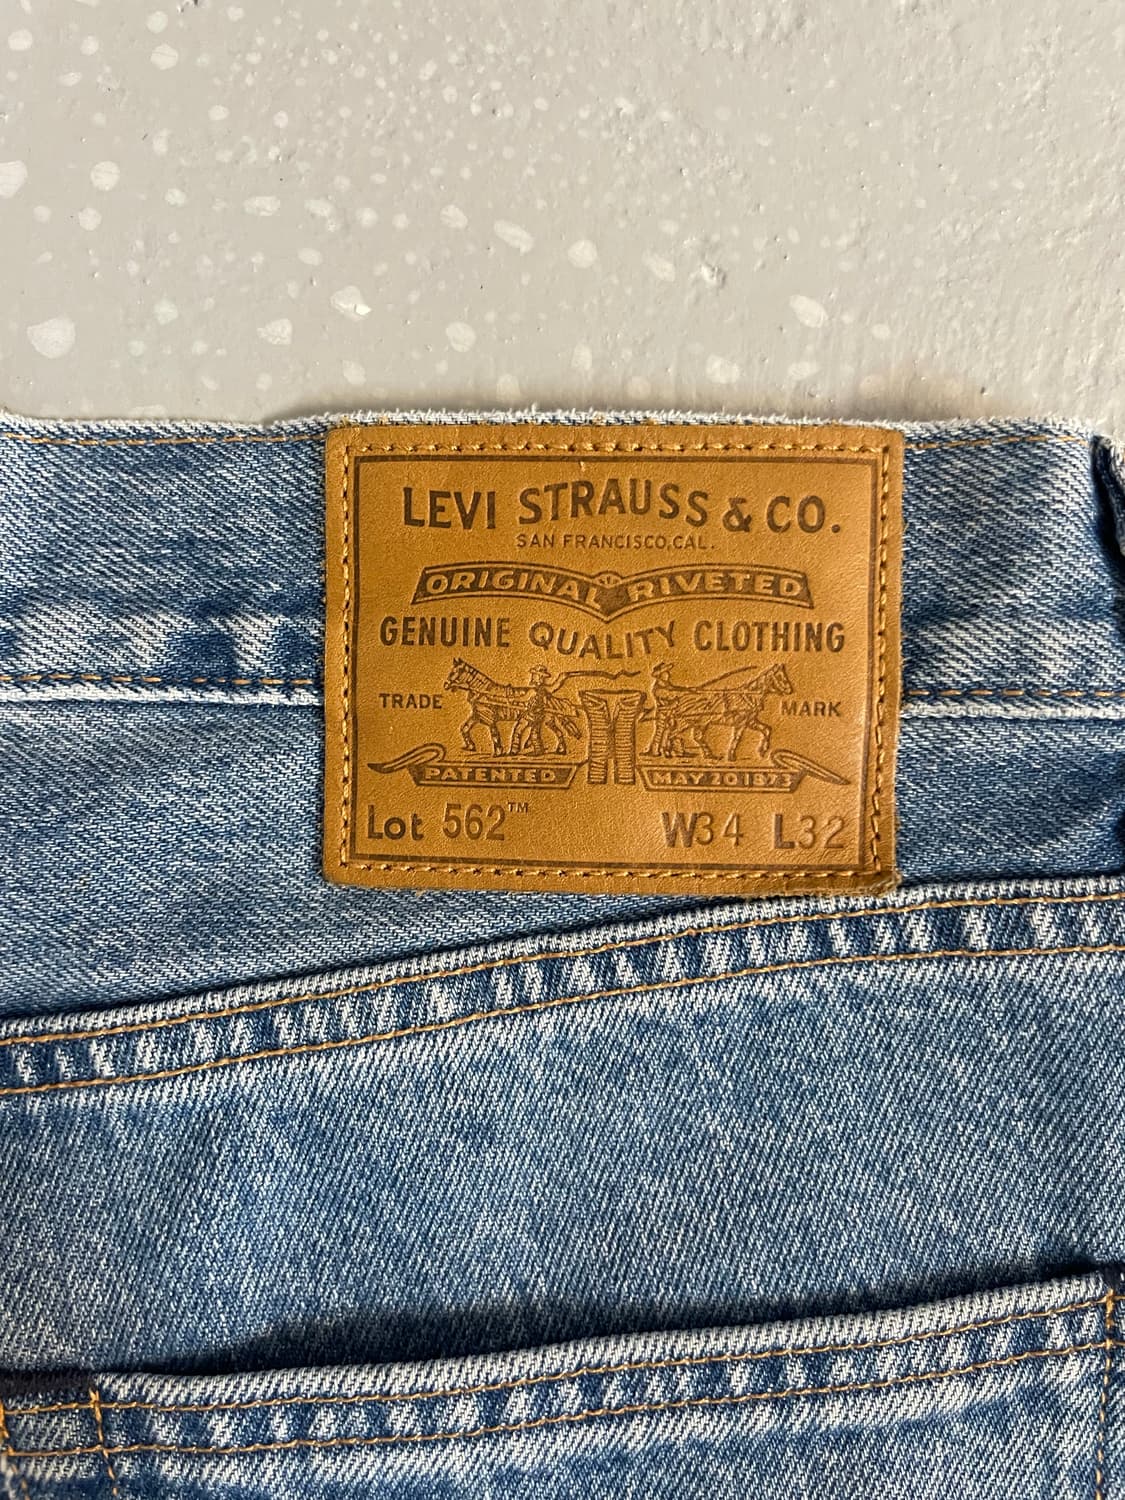 LEVI STRAUSS & CO.
SAN FRANCISCO, CAL.
ORIGINAL RIVETED
GENUINE QUALITY CLOTHING
TRADE MARK
PATENTED MAY 20 1873
Lot 562™ W34 L32